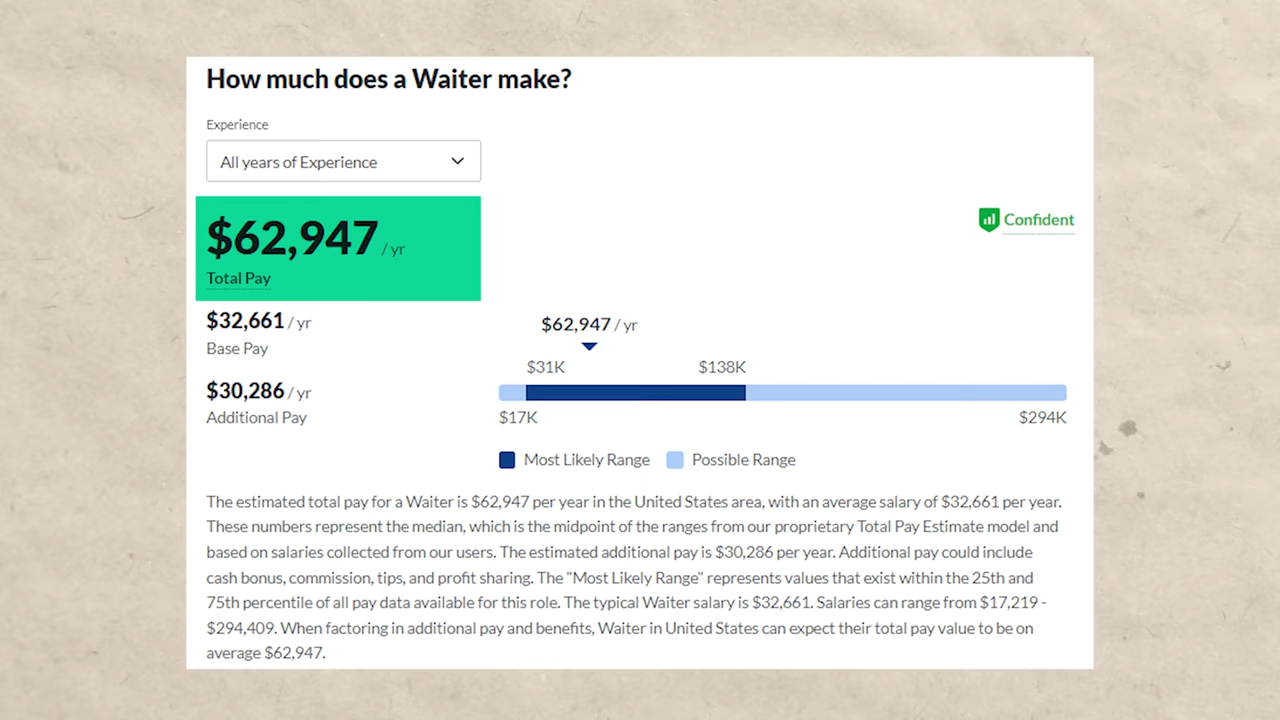 How much does a Waiter make?
Experience
All years of Experience
$62,947 / yr
Total Pay
Confident
$32,661 / yr
Base Pay
$30,286 / yr
Additional Pay
$62,947 / yr
$31K $138K
$17K $294K
Most Likely Range Possible Range
The estimated total pay for a Waiter is $62,947 per year in the United States area, with an average salary of $32,661 per year.
These numbers represent the median, which is the midpoint of the ranges from our proprietary Total Pay Estimate model and
based on salaries collected from our users. The estimated additional pay is $30,286 per year. Additional pay could include
cash bonus, commission, tips, and profit sharing. The "Most Likely Range" represents values that exist within the 25th and
75th percentile of all pay data available for this role. The typical Waiter salary is $32,661. Salaries can range from $17,219 -
$294,409. When factoring in additional pay and benefits, Waiter in United States can expect their total pay value to be on
average $62,947.